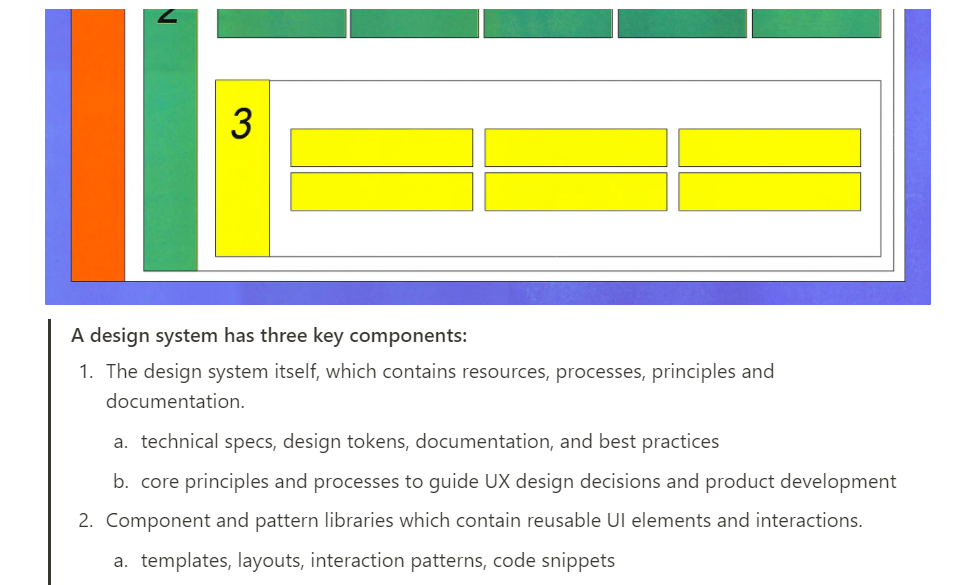 2
3
A design system has three key components:
1. The design system itself, which contains resources, processes, principles and
documentation.
a. technical specs, design tokens, documentation, and best practices
b. core principles and processes to guide UX design decisions and product development
2. Component and pattern libraries which contain reusable UI elements and interactions.
a. templates, layouts, interaction patterns, code snippets